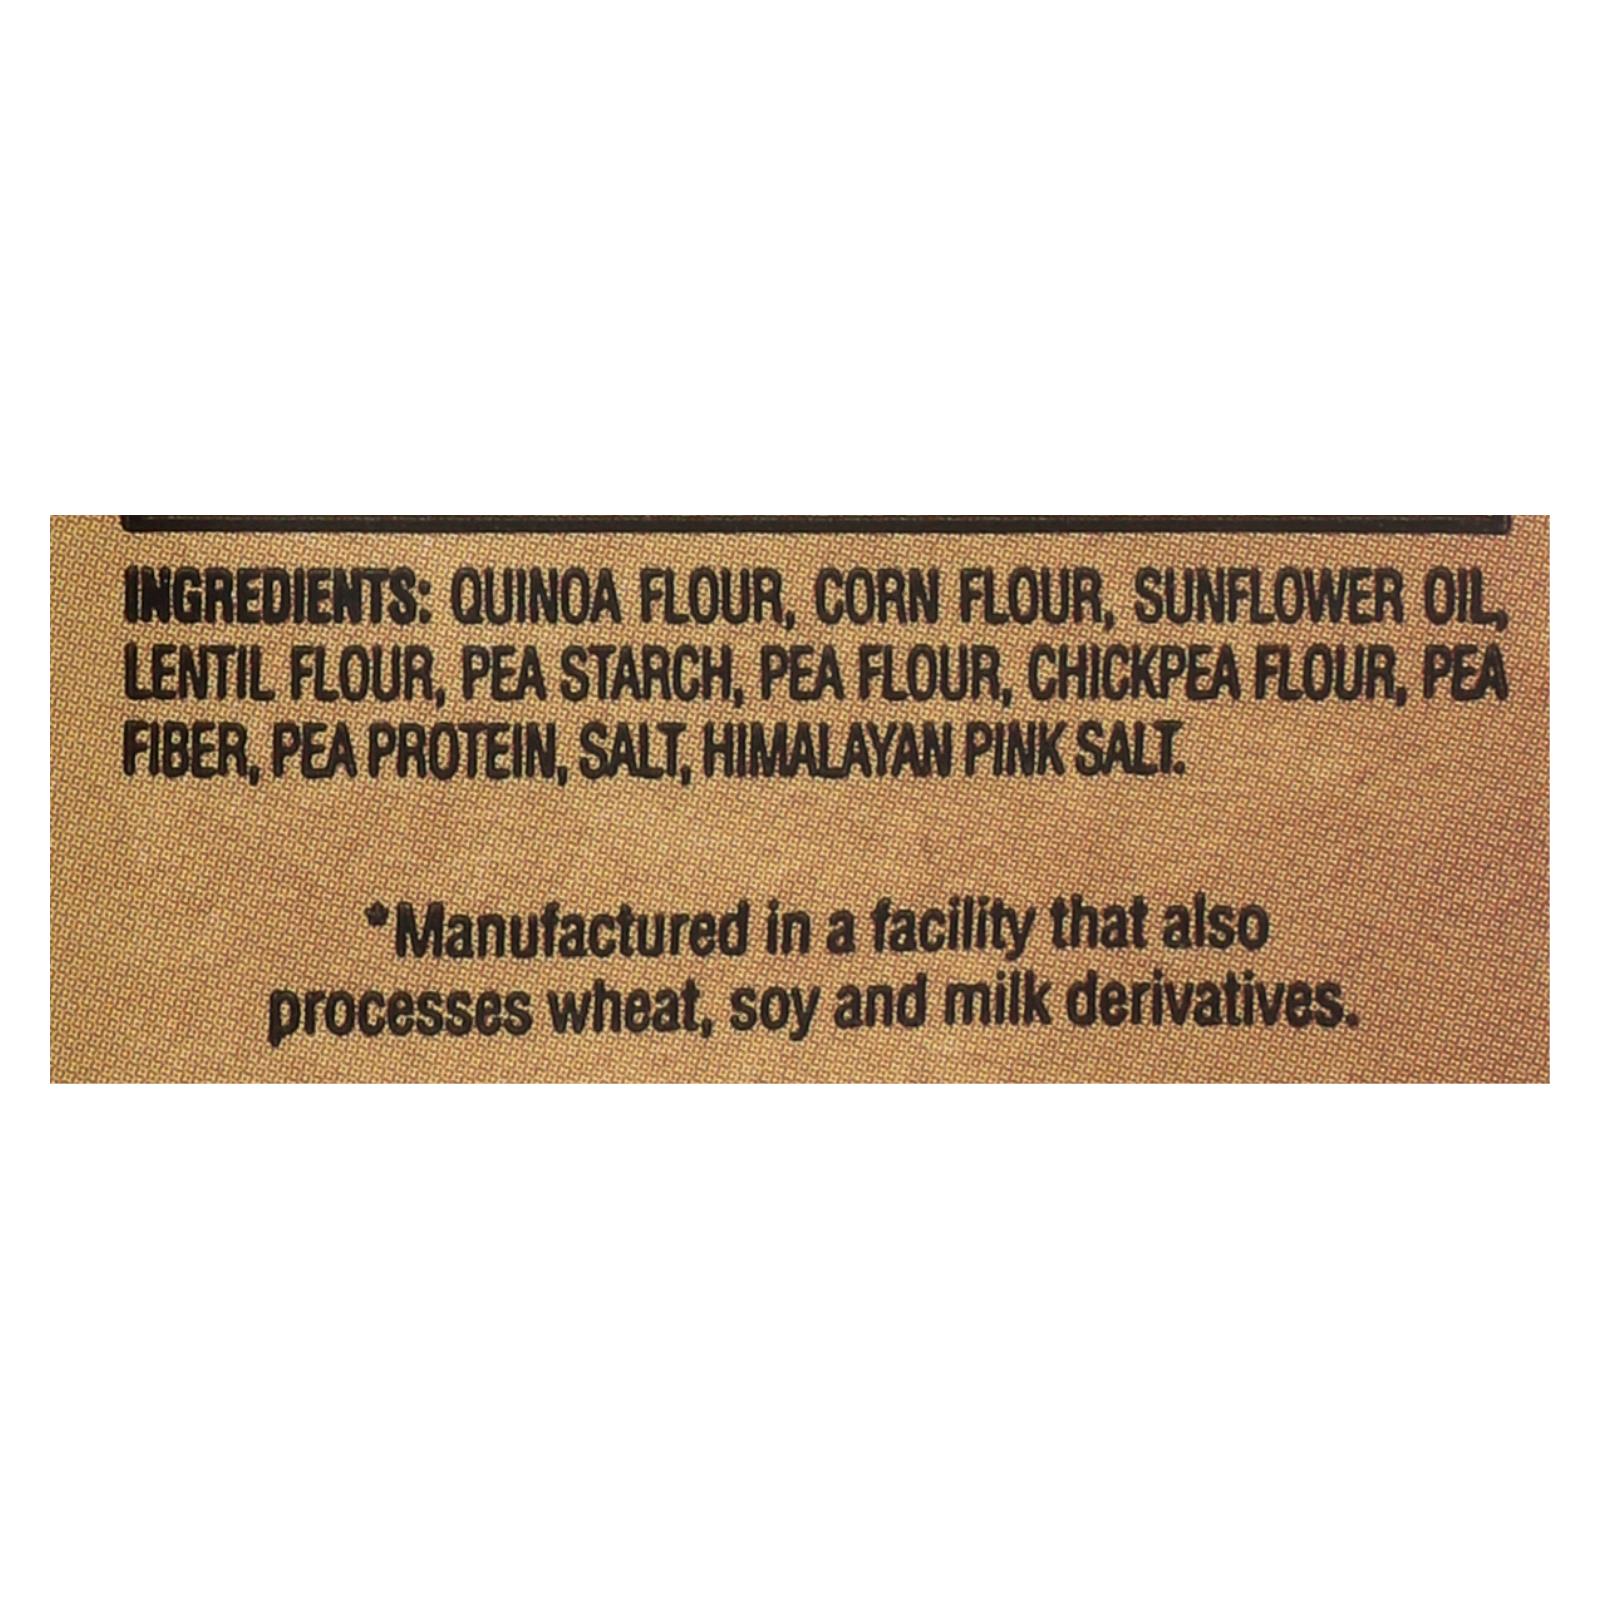 INGREDIENTS: QUINOA FLOUR, CORN FLOUR, SUNFLOWER OIL,
LENTIL FLOUR, PEA STARCH, PEA FLOUR, CHICKPEA FLOUR, PEA
FIBER, PEA PROTEIN, SALT, HIMALAYAN PINK SALT.
*Manufactured in a facility that also
processes wheat, soy and milk derivatives.